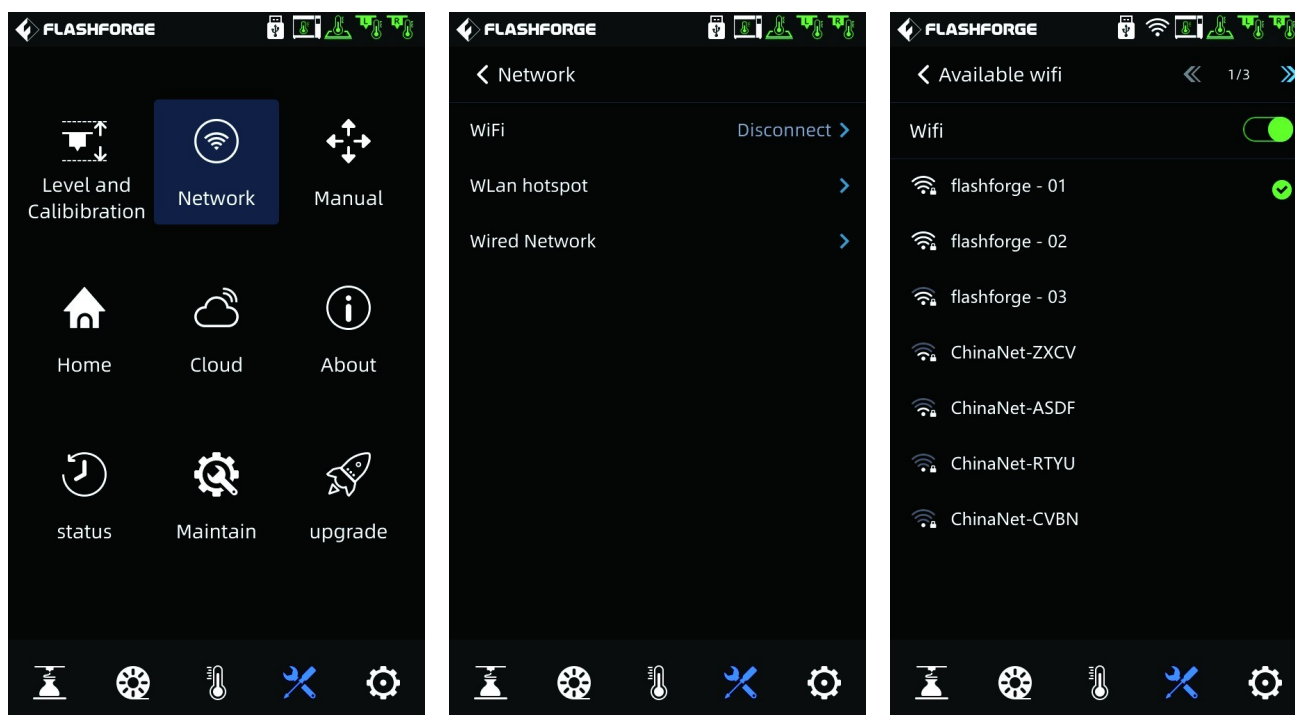 FLASHFORGE
L
R
Level and
Calibibration
Network
Manual
Home
Cloud
About
status
Maintain
upgrade
FLASHFORGE
L
R
Network
WiFi
Disconnect
WLan hotspot
Wired Network
FLASHFORGE
L
R
Available wifi
1/3
Wifi
flashforge - 01
flashforge - 02
flashforge - 03
ChinaNet-ZXCV
ChinaNet-ASDF
ChinaNet-RTYU
ChinaNet-CVBN